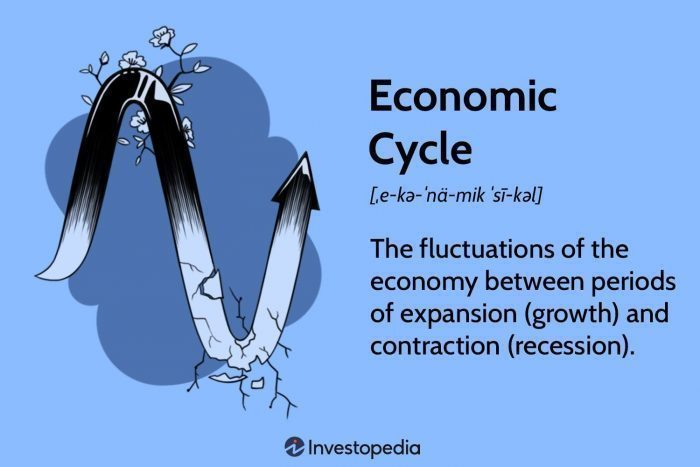 Economic
Cycle
[ˌe-kə-ˈnä-mik ˈsī-kəl]
The fluctuations of the
economy between periods
of expansion (growth) and
contraction (recession).
Investopedia